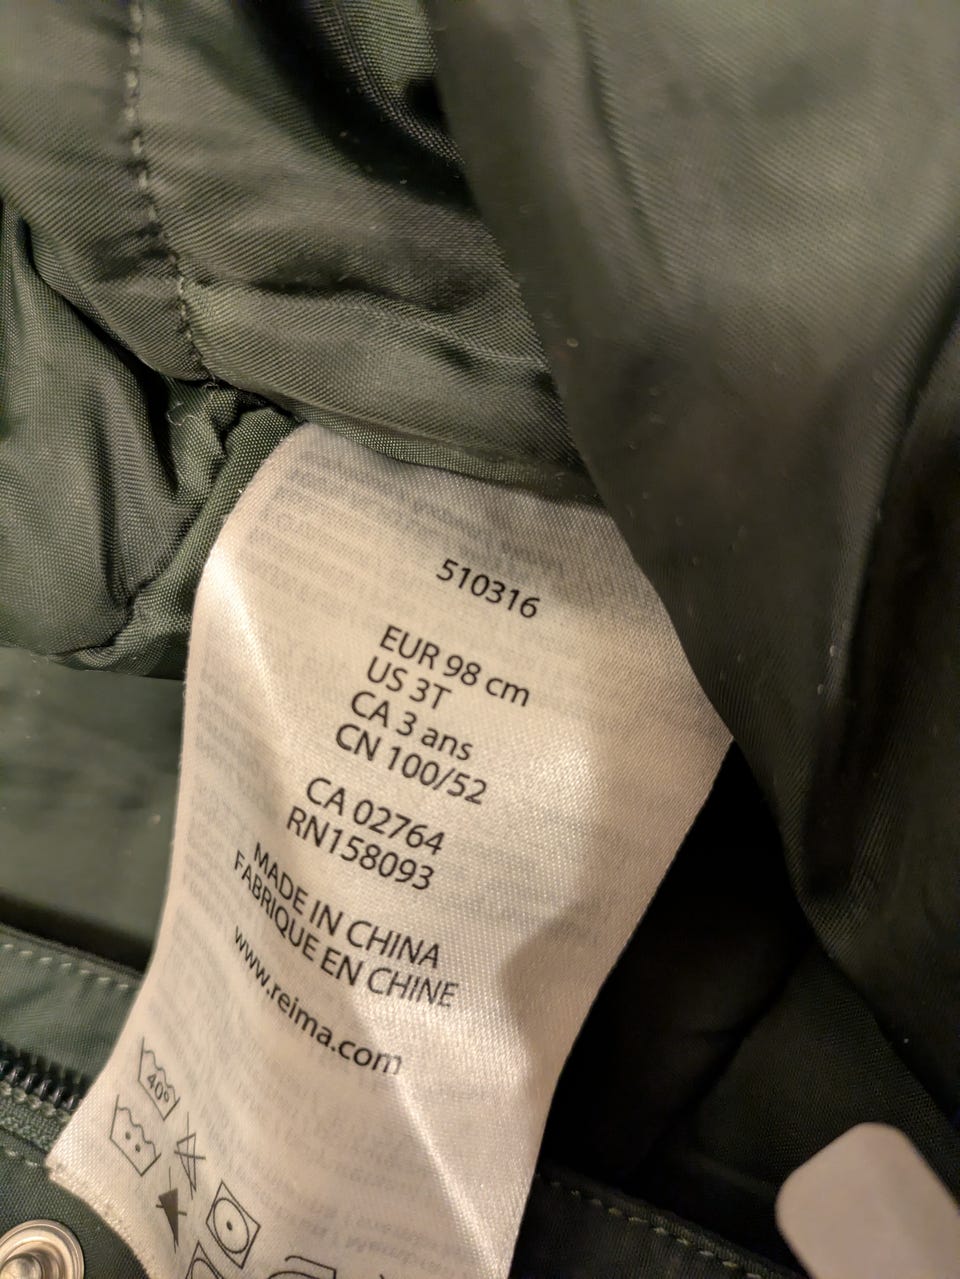 510316
EUR 98 cm
US 3T
CA 3 ans
CN 100/52
CA 02764
RN158093
MADE IN CHINA
FABRIQUE EN CHINE
www.reima.com
40°